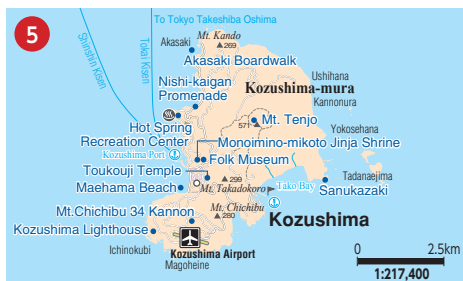 5
To Tokyo Takeshiba Oshima
Shinshin Kisen
Tokai Kisen
Akasaki
Mt. Kando
269
Akasaki Boardwalk
Nishi-kaigan
Promenade
Ushihana
Kozushima-mura
Kannonura
Hot Spring
Recreation Center
571
Mt. Tenjo
Yokosehana
Kozushima Port
Monoimino-mikoto Jinja Shrine
Folk Museum
Toukouji Temple
Tadanaejima
299
Mt. Takadokoro
Tako Bay
Sanukazaki
Maehama Beach
Mt. Chichibu
280
Mt.Chichibu 34 Kannon
Kozushima
Kozushima Lighthouse
Ichinokubi
Kozushima Airport
Magoheine
0 2.5km
1:217,400